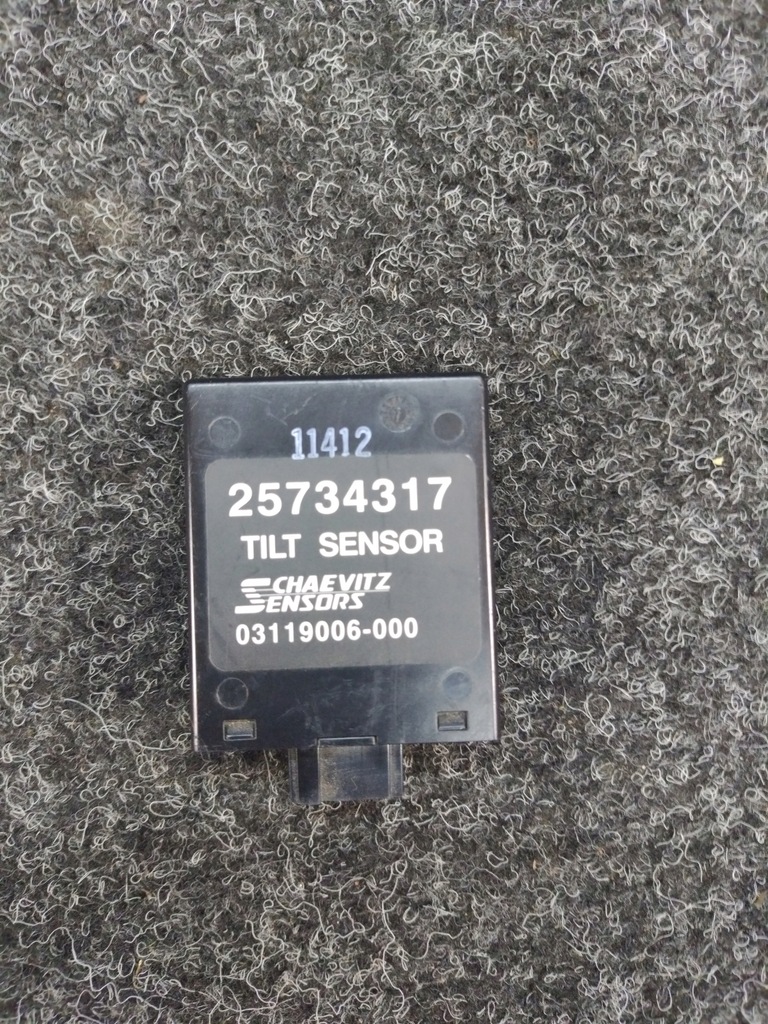 11412
25734317
TILT SENSOR
SCHAEVITZ
SENSORS
03119006-000